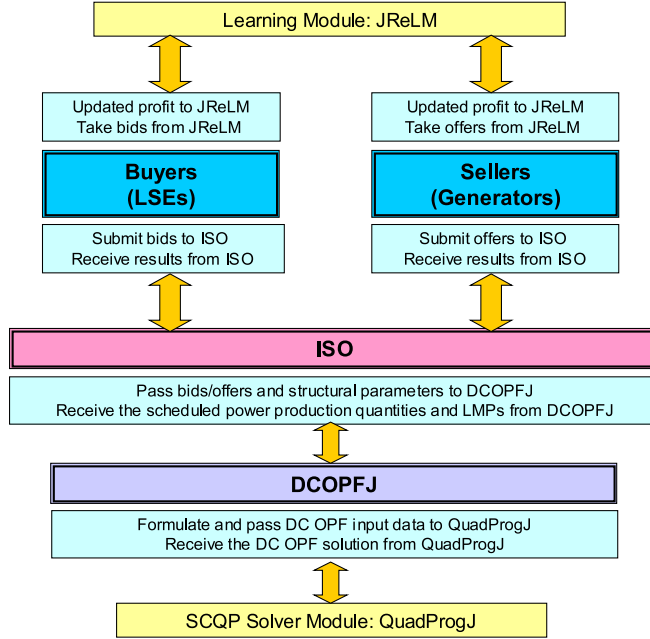 Learning Module: JReLM
Updated profit to JReLM
Take bids from JReLM
Updated profit to JReLM
Take offers from JReLM
Buyers
(LSEs)
Sellers
(Generators)
Submit bids to ISO
Receive results from ISO
Submit offers to ISO
Receive results from ISO
ISO
Pass bids/offers and structural parameters to DCOPFJ
Receive the scheduled power production quantities and LMPs from DCOPFJ
DCOPFJ
Formulate and pass DC OPF input data to QuadProgJ
Receive the DC OPF solution from QuadProgJ
SCQP Solver Module: QuadProgJ